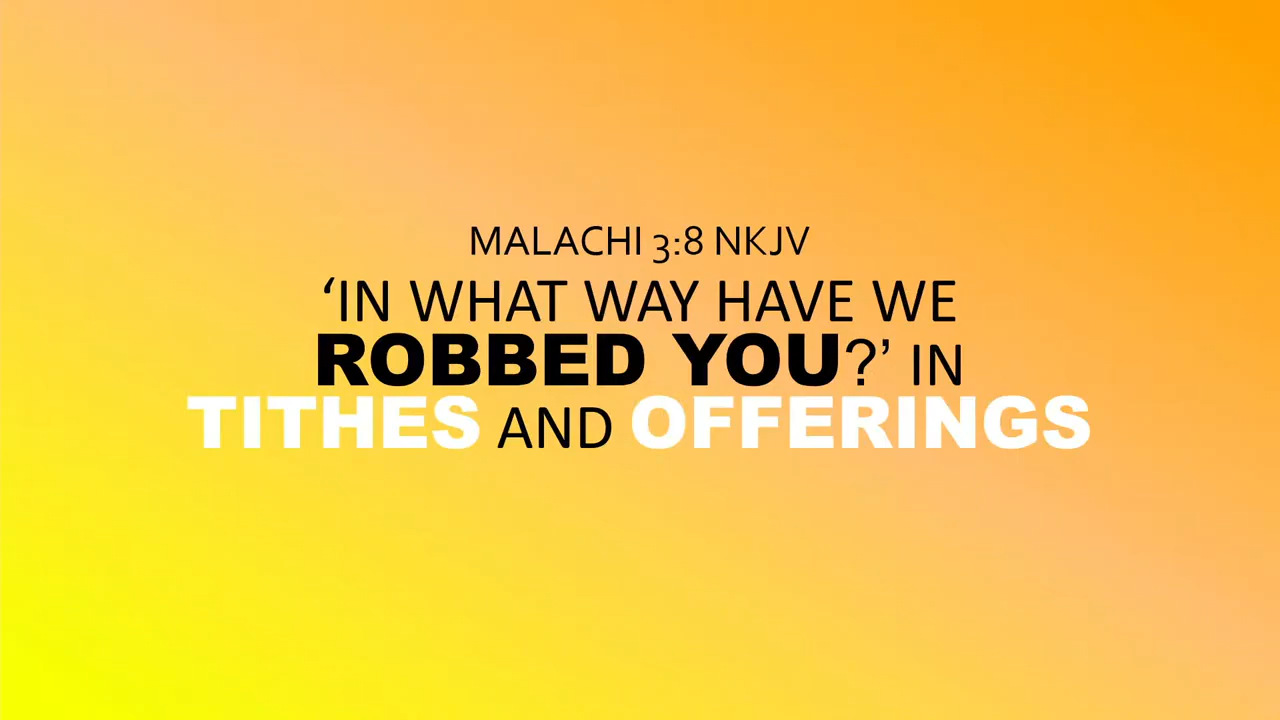 MALACHI 3:8 NKJV
‘IN WHAT WAY HAVE WE
ROBBED YOU?’ IN
TITHES AND OFFERINGS